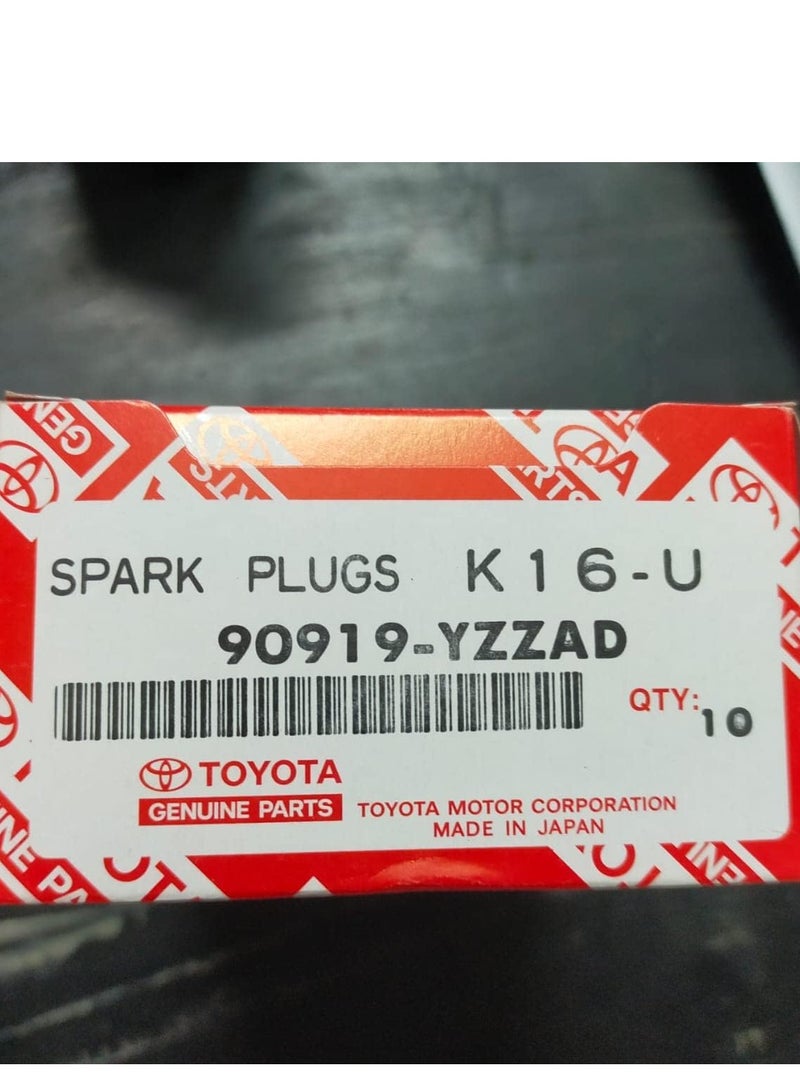 SPARK PLUGS K16-U
90919-YZZAD
QTY: 10
TOYOTA
GENUINE PARTS
TOYOTA MOTOR CORPORATION
MADE IN JAPAN